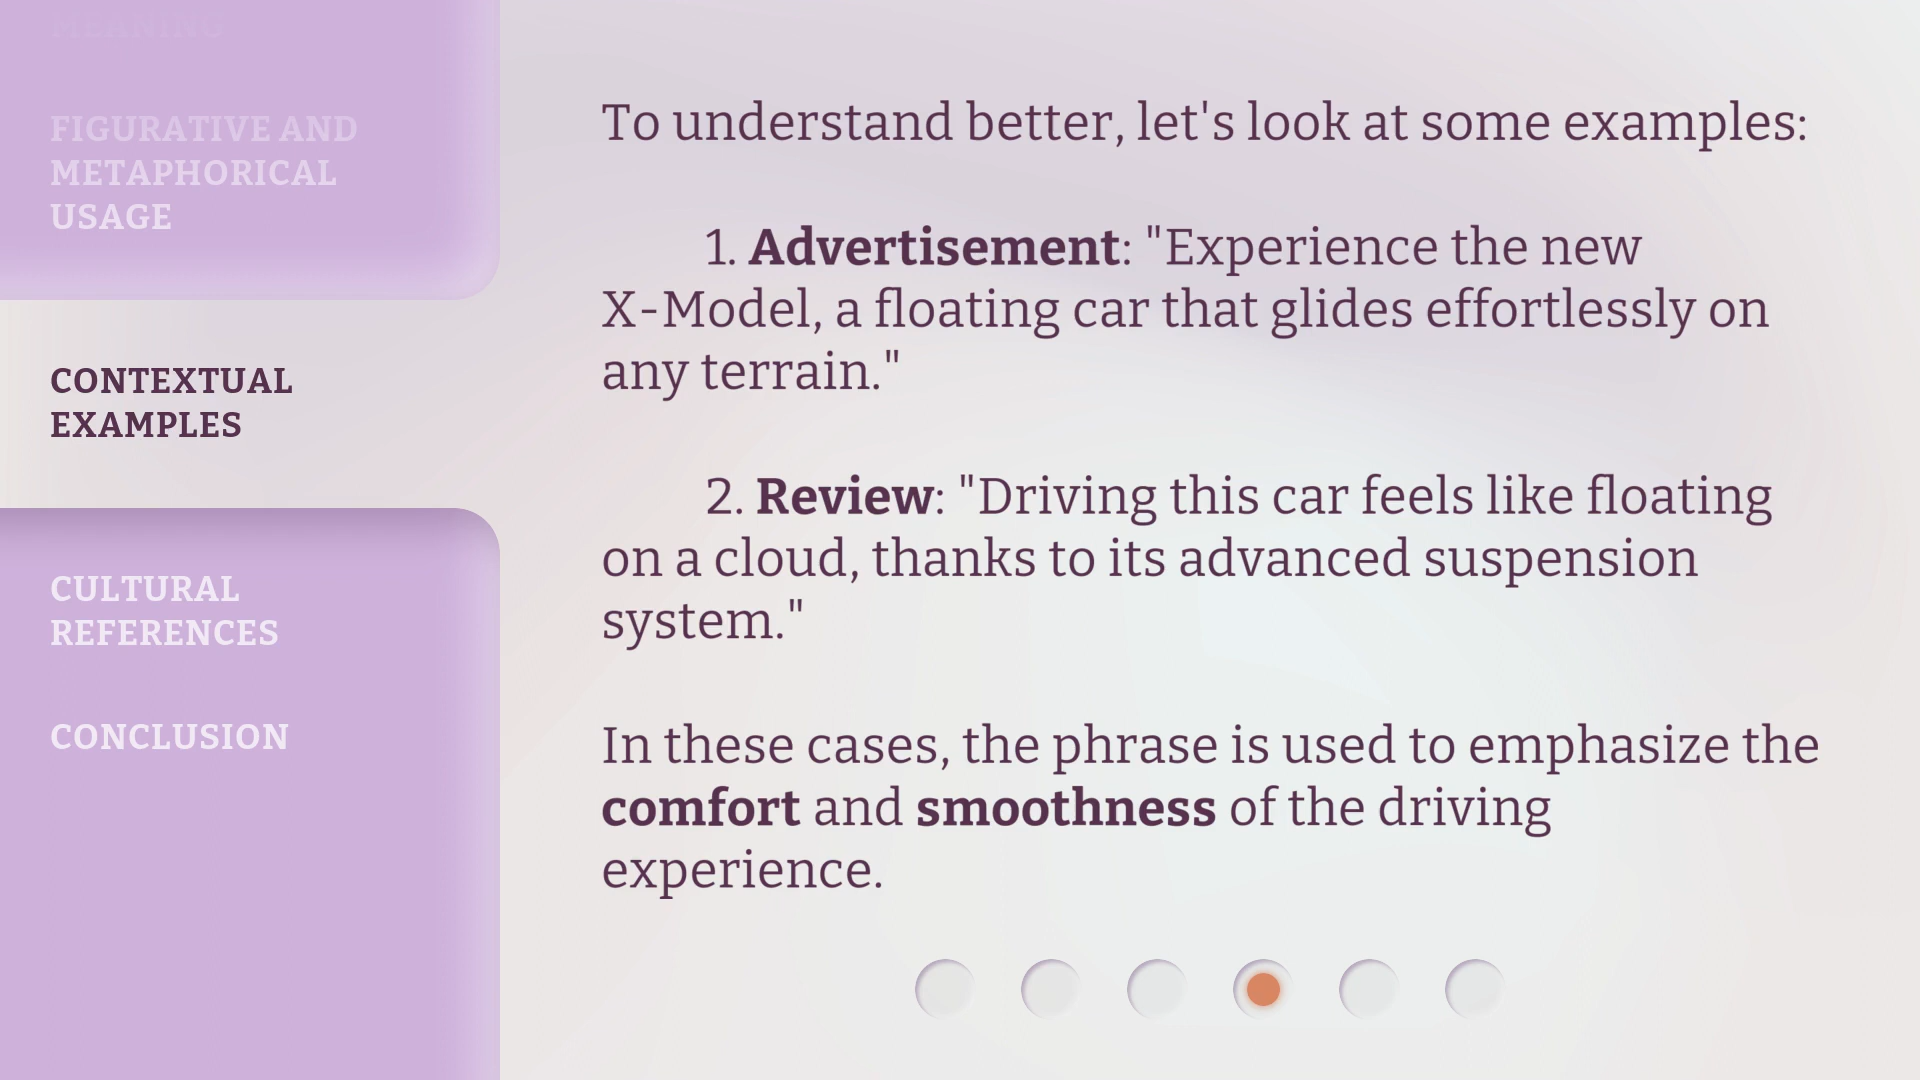 MEANING
FIGURATIVE AND
METAPHORICAL
USAGE
CONTEXTUAL
EXAMPLES
CULTURAL
REFERENCES
CONCLUSION
To understand better, let's look at some examples:
1. Advertisement: "Experience the new
X-Model, a floating car that glides effortlessly on
any terrain."
2. Review: "Driving this car feels like floating
on a cloud, thanks to its advanced suspension
system."
In these cases, the phrase is used to emphasize the
comfort and smoothness of the driving
experience.